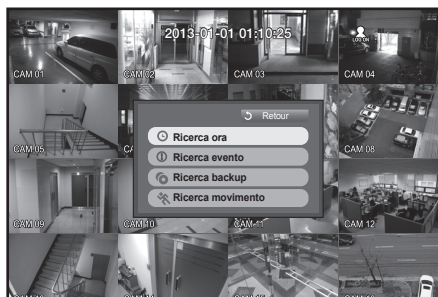 2013-01-01 01:10:25
LOG ON
CAM 01
CAM 02
CAM 03
CAM 04
Retour
Ricerca ora
CAM 05
CAM 08
Ricerca evento
Ricerca backup
Ricerca movimento
CAM 09
CAM 10
CAM 11
CAM 12